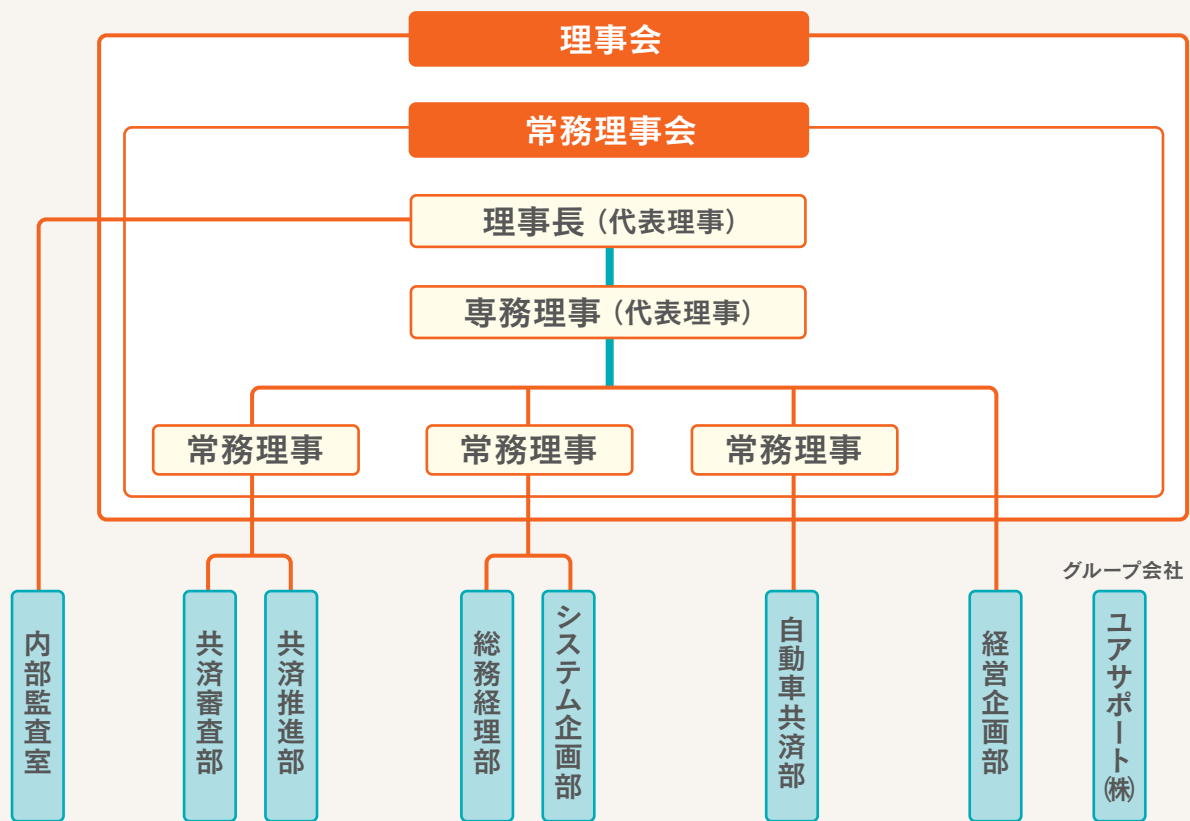 理事会
常務理事会
理事長（代表理事）
専務理事（代表理事）
常務理事
常務理事
常務理事
グループ会社
内部監査室
共済審査部
共済推進部
総務経理部
システム企画部
自動車共済部
経営企画部
ユアサポート㈱